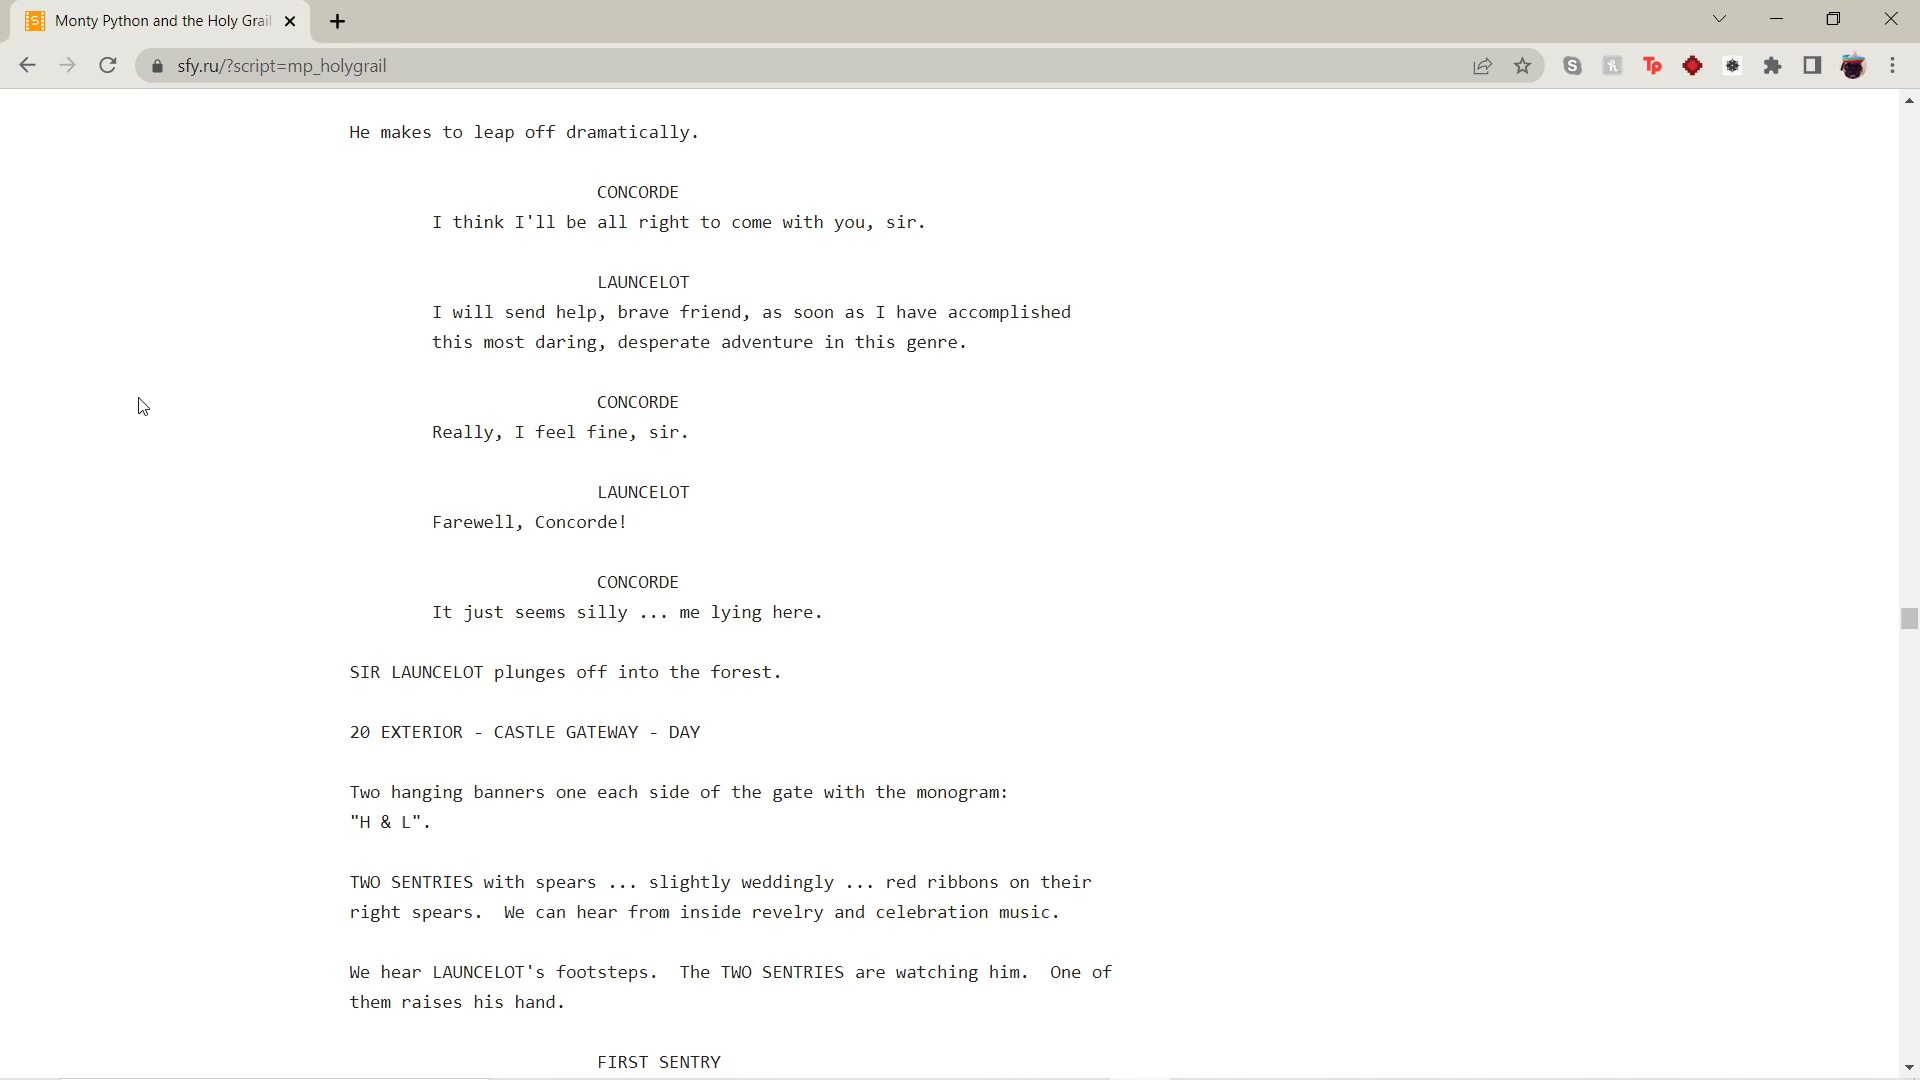 Monty Python and the Holy Grail
sfy.ru/?script=mp_holygrail
He makes to leap off dramatically.
CONCORDE
I think I'll be all right to come with you, sir.
LAUNCELOT
I will send help, brave friend, as soon as I have accomplished
this most daring, desperate adventure in this genre.
CONCORDE
Really, I feel fine, sir.
LAUNCELOT
Farewell, Concorde!
CONCORDE
It just seems silly ... me lying here.
SIR LAUNCELOT plunges off into the forest.
20 EXTERIOR - CASTLE GATEWAY - DAY
Two hanging banners one each side of the gate with the monogram:
"H & L".
TWO SENTRIES with spears ... slightly weddingly ... red ribbons on their
right spears.  We can hear from inside revelry and celebration music.
We hear LAUNCELOT's footsteps.  The TWO SENTRIES are watching him.  One of
them raises his hand.
FIRST SENTRY